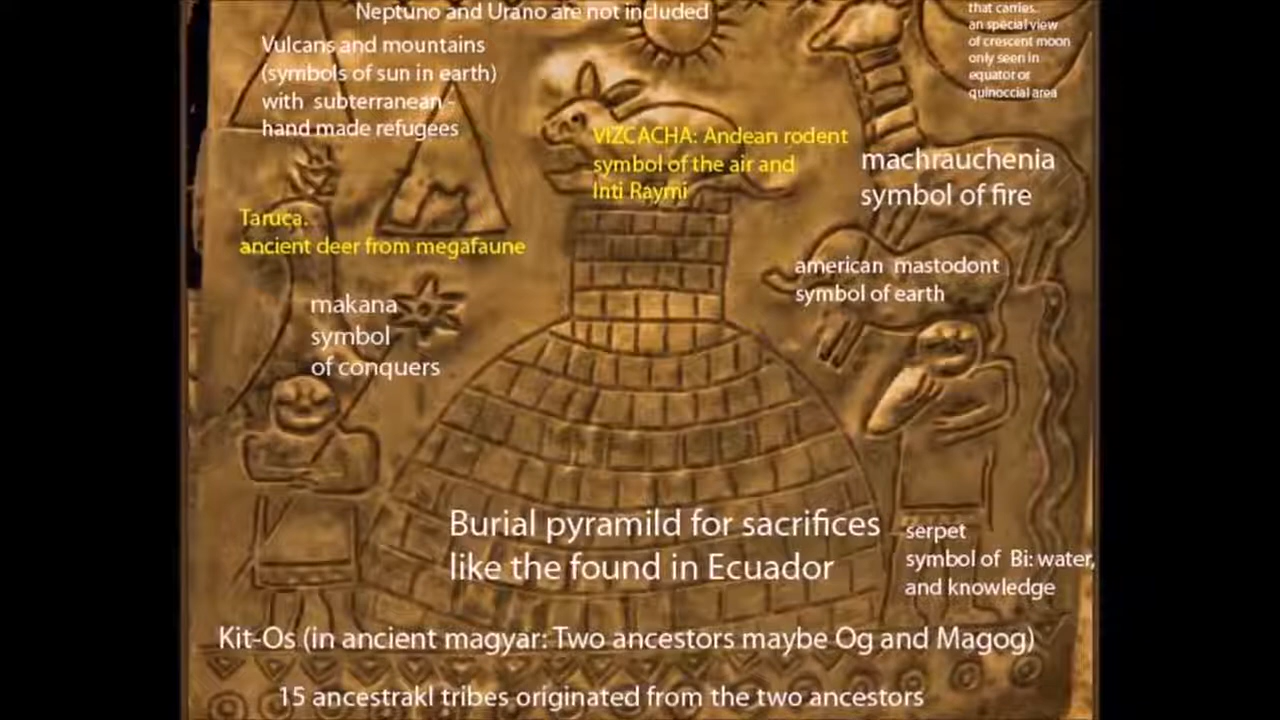 Neptuno and Urano are not included
that carries
an special view
of crescent moon
only seen in
equator or
quinoccial area
Vulcans and mountains
(symbols of sun in earth)
with subterranean -
hand made refugees
VIZCACHA: Andean rodent
symbol of the air and
Inti Raymi
machrauchenia
symbol of fire
Taruca.
ancient deer from megafaune
american mastodont
symbol of earth
makana
symbol
of conquers
Burial pyramild for sacrifices
like the found in Ecuador
serpet
symbol of Bi: water,
and knowledge
Kit-Os (in ancient magyar: Two ancestors maybe Og and Magog)
15 ancestrakl tribes originated from the two ancestors